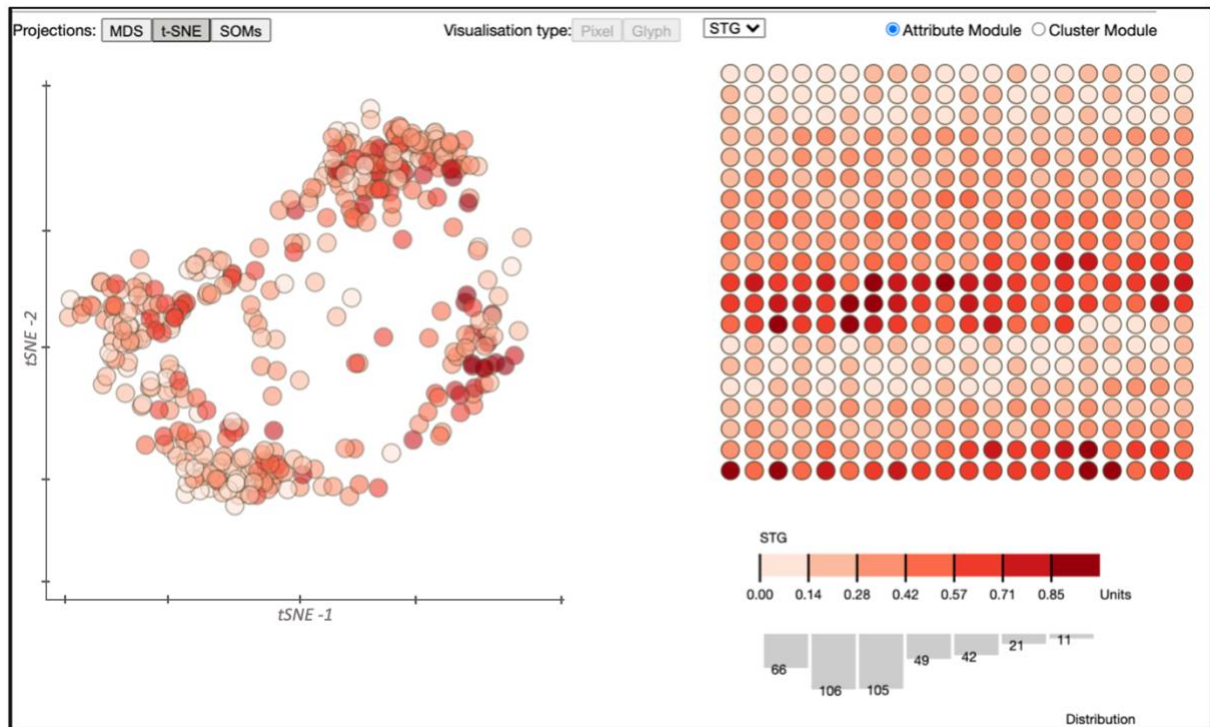 Projections: MDS t-SNE SOMs Visualisation type: Pixel Glyph STG Attribute Module Cluster Module
tSNE -2
tSNE -1
STG
0.00 0.14 0.28 0.42 0.57 0.71 0.85 Units
66 106 105 49 42 21 11
Distribution